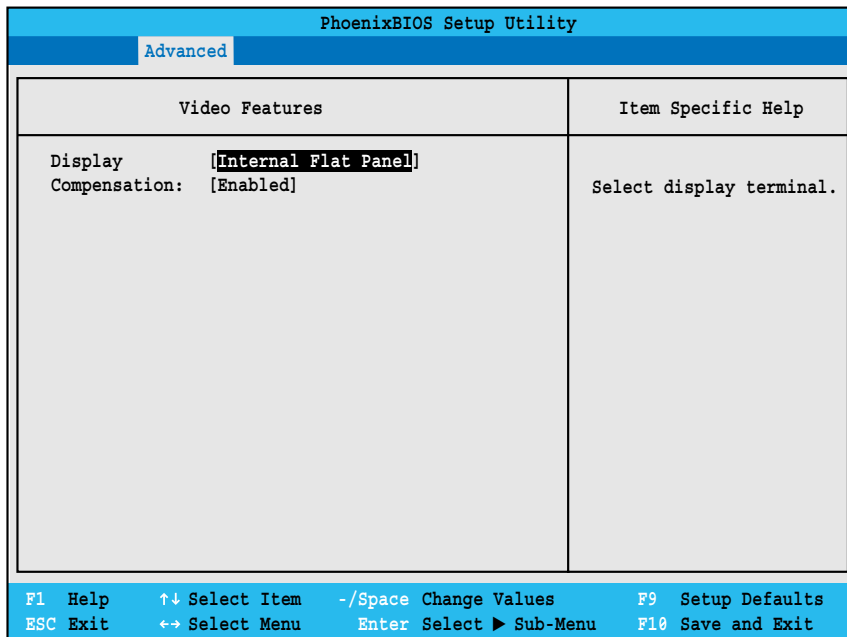 PhoenixBIOS Setup Utility
Advanced
Video Features
Item Specific Help
Display [Internal Flat Panel]
Compensation: [Enabled]
Select display terminal.
F1 Help ↑↓ Select Item -/Space Change Values F9 Setup Defaults
ESC Exit ←→ Select Menu Enter Select ▶ Sub-Menu F10 Save and Exit